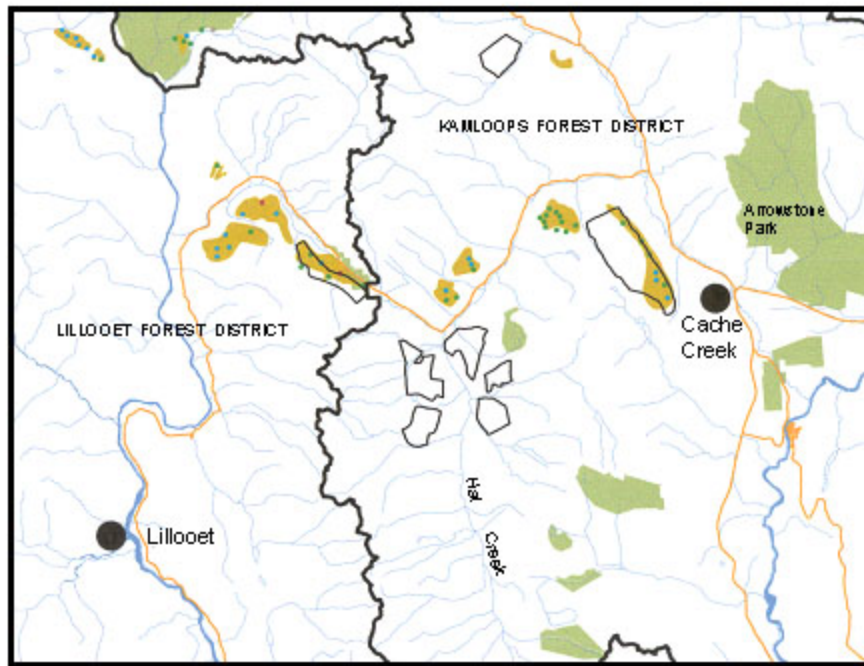 KAMLOOPS FOREST DISTRICT
Arrowstone
Park
LILLOOET FOREST DISTRICT
Cache
Creek
Hat
Creek
Lillooet